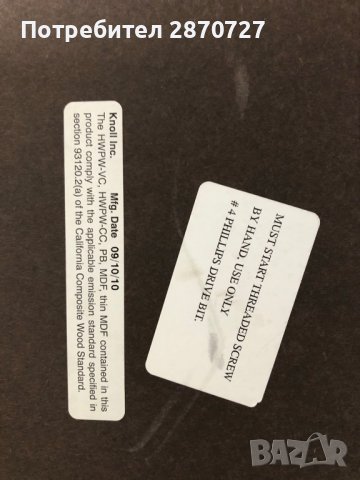 Потребител 2870727
Knoll Inc. Mfg. Date 09/10/10
The HWPW-VC, HWPW-CC, PB, MDF, thin MDF contained in this
product comply with the applicable emission standard specified in
section 93120.2(a) of the California Composite Wood Standard.
MUST START THREADED SCREW
BY HAND, USE ONLY
# 4 PHILLIPS DRIVE BIT.
BAZAR